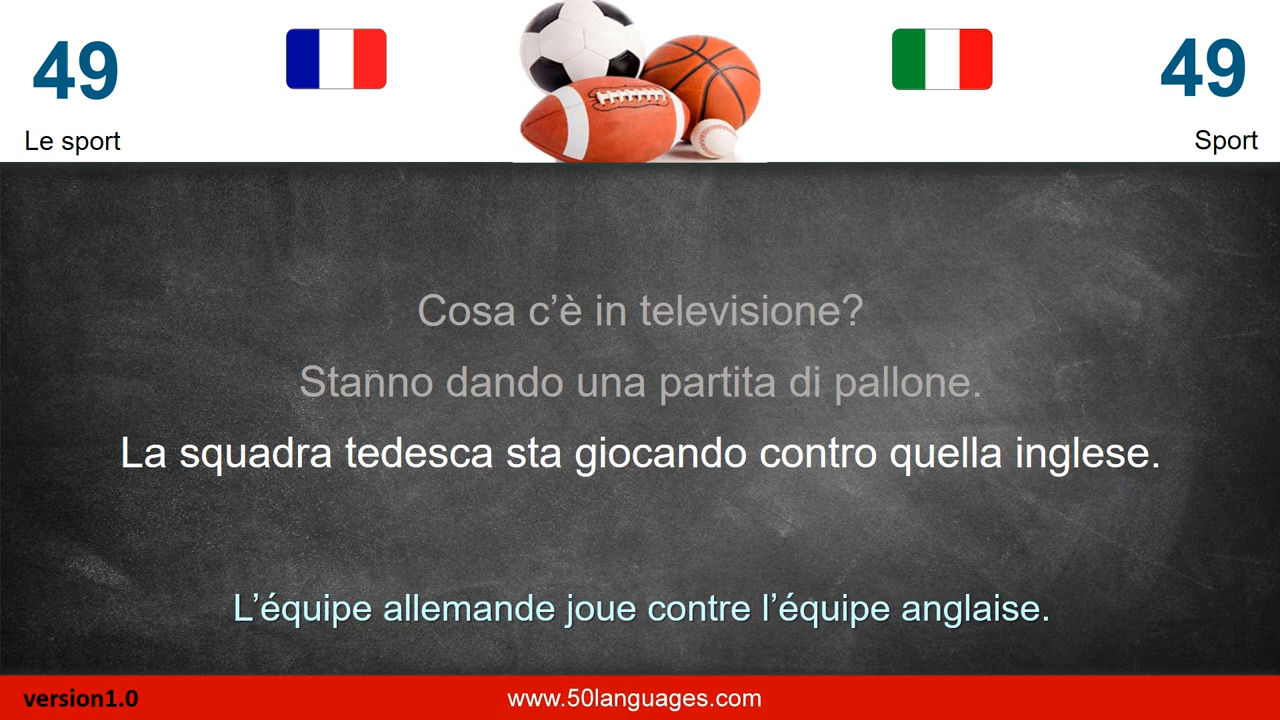 49
49
Le sport
Sport
Cosa c’è in televisione?
Stanno dando una partita di pallone.
La squadra tedesca sta giocando contro quella inglese.
L’équipe allemande joue contre l’équipe anglaise.
version1.0
www.50languages.com